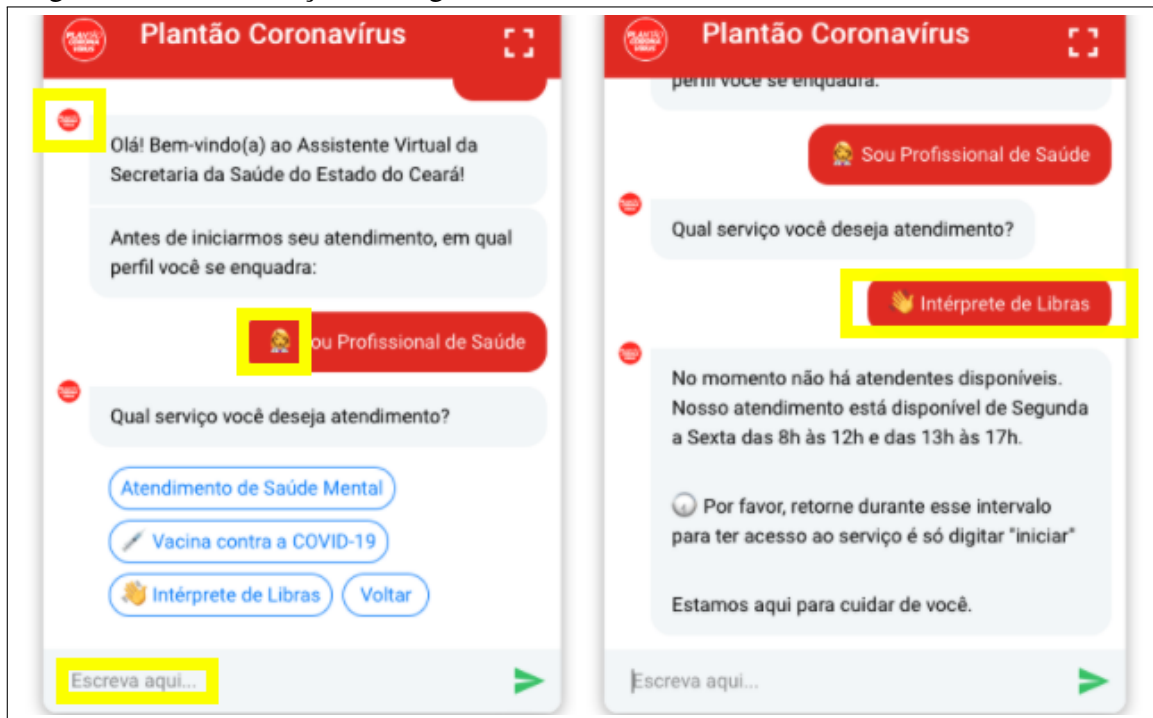 Plantão Coronavírus
Olá! Bem-vindo(a) ao Assistente Virtual da
Secretaria da Saúde do Estado do Ceará!
Antes de iniciarmos seu atendimento, em qual
perfil você se enquadra:
ou Profissional de Saúde
Qual serviço você deseja atendimento?
Atendimento de Saúde Mental
Vacina contra a COVID-19
Intérprete de Libras
Voltar
Escreva aqui...
Plantão Coronavírus
perfil você se enquadra.
Sou Profissional de Saúde
Qual serviço você deseja atendimento?
Intérprete de Libras
No momento não há atendentes disponíveis.
Nosso atendimento está disponível de Segunda
a Sexta das 8h às 12h e das 13h às 17h.
Por favor, retorne durante esse intervalo
para ter acesso ao serviço é só digitar "iniciar"
Estamos aqui para cuidar de você.
Escreva aqui...